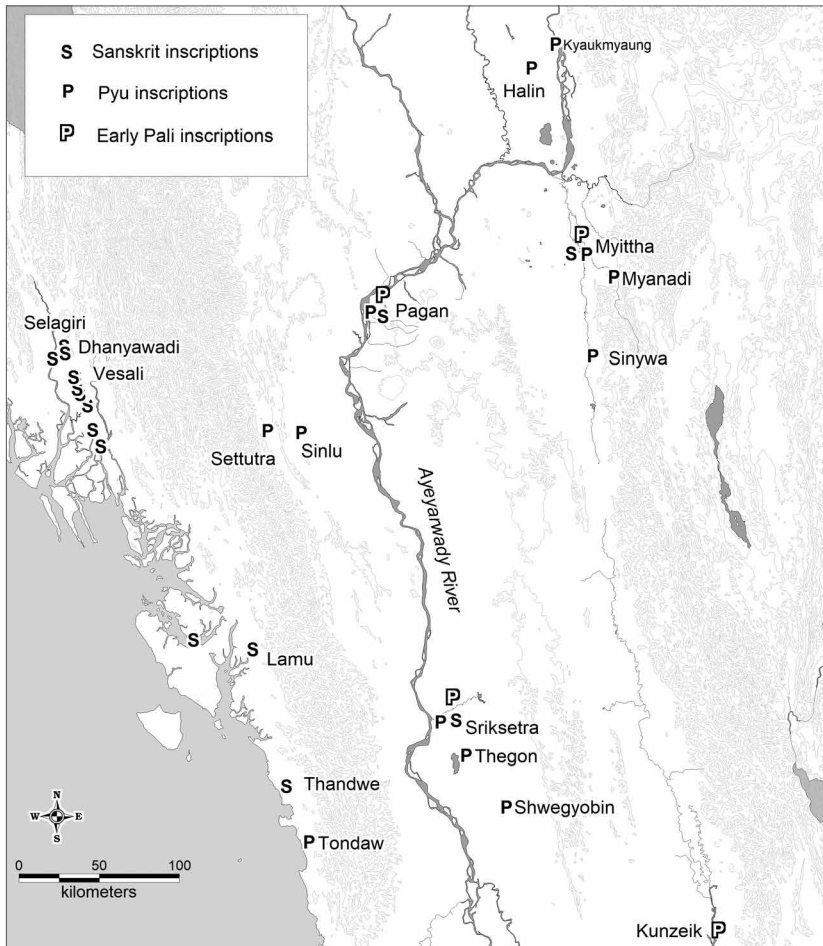 S Sanskrit inscriptions
P Pyu inscriptions
P Early Pali inscriptions
P Kyaukmyaung
P
Halin
P
S P Myittha
P Myanadi
P
P S Pagan
Selagiri
S S S Dhanyawadi
S Vesali
S S S
S
S
P Sinywa
P P
Settutra Sinlu
Ayeyarwady River
S
S Lamu
P
P S Sriksetra
P Thegon
S Thandwe
P Shwegyobin
P Tondaw
N
W E
S
0 50 100
kilometers
Kunzeik P